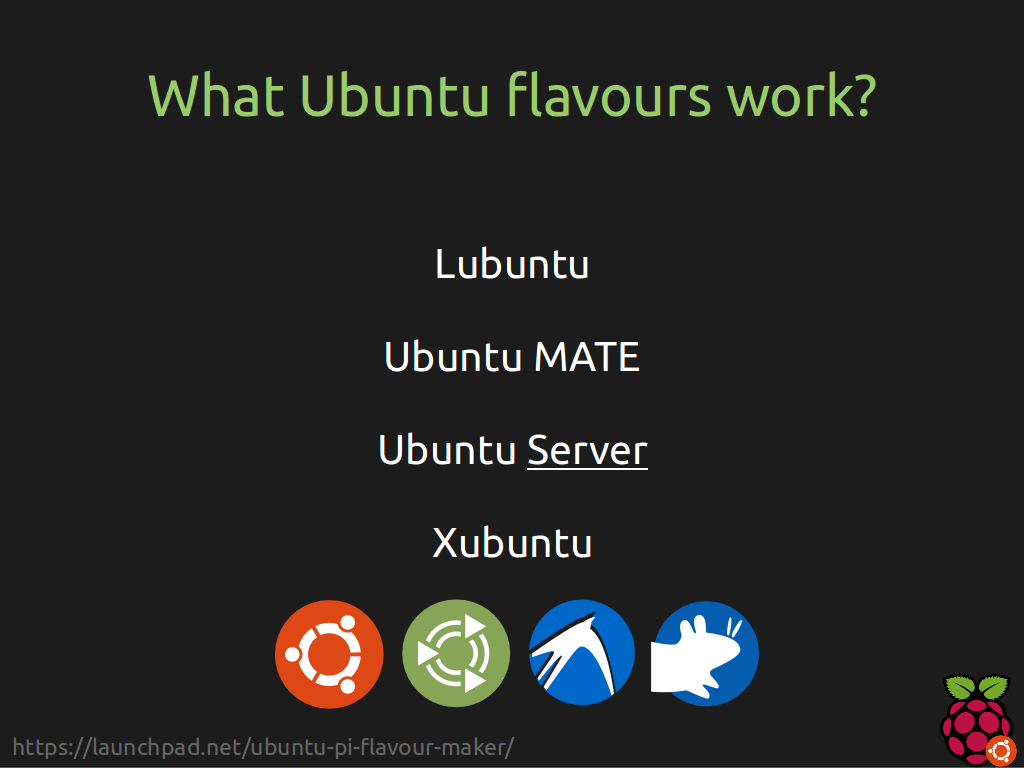 What Ubuntu flavours work?
Lubuntu
Ubuntu MATE
Ubuntu Server
Xubuntu
https://launchpad.net/ubuntu-pi-flavour-maker/